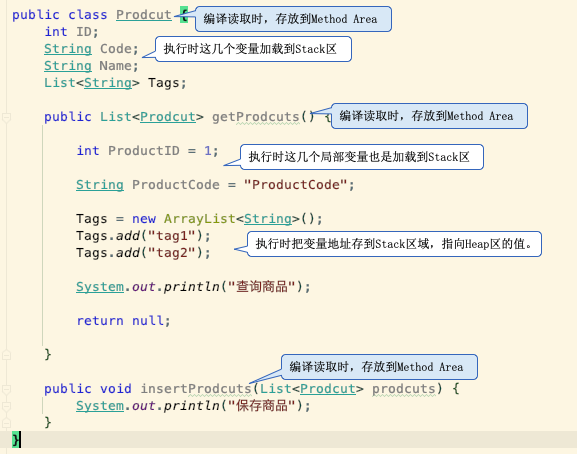 public class Prodcut {
编译读取时，存放到Method Area
int ID;
String Code;
执行时这几个变量加载到Stack区
String Name;
List<String> Tags;
public List<Prodcut> getProdcuts() {
编译读取时，存放到Method Area
int ProductID = 1;
执行时这几个局部变量也是加载到Stack区
String ProductCode = "ProductCode";
Tags = new ArrayList<String>();
Tags.add("tag1");
执行时把变量地址存到Stack区域，指向Heap区的值。
Tags.add("tag2");
System.out.println("查询商品");
return null;
}
编译读取时，存放到Method Area
public void insertProdcuts(List<Prodcut> prodcuts) {
System.out.println("保存商品");
}
}